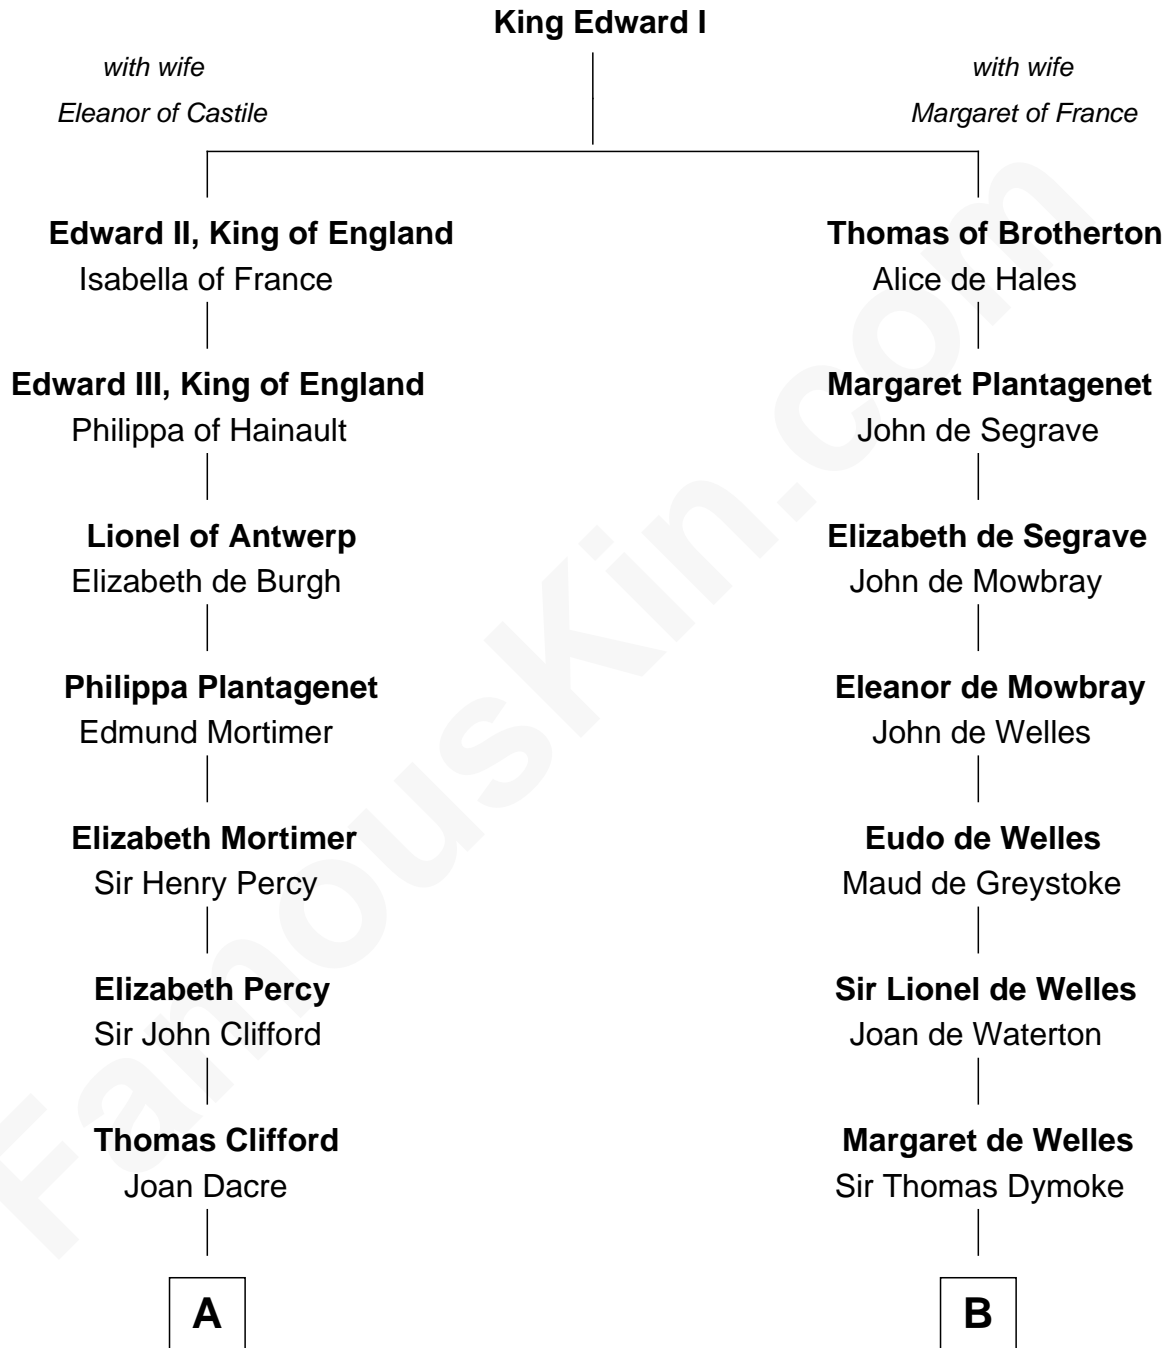 King Edward I
with wife
Eleanor of Castile
with wife
Margaret of France
Edward II, King of England
Isabella of France
Thomas of Brotherton
Alice de Hales
Edward III, King of England
Philippa of Hainault
Margaret Plantagenet
John de Segrave
Lionel of Antwerp
Elizabeth de Burgh
Elizabeth de Segrave
John de Mowbray
Philippa Plantagenet
Edmund Mortimer
Eleanor de Mowbray
John de Welles
Elizabeth Mortimer
Sir Henry Percy
Eudo de Welles
Maud de Greystoke
Elizabeth Percy
Sir John Clifford
Sir Lionel de Welles
Joan de Waterton
Thomas Clifford
Joan Dacre
Margaret de Welles
Sir Thomas Dymoke
A
B
FamousKin.com